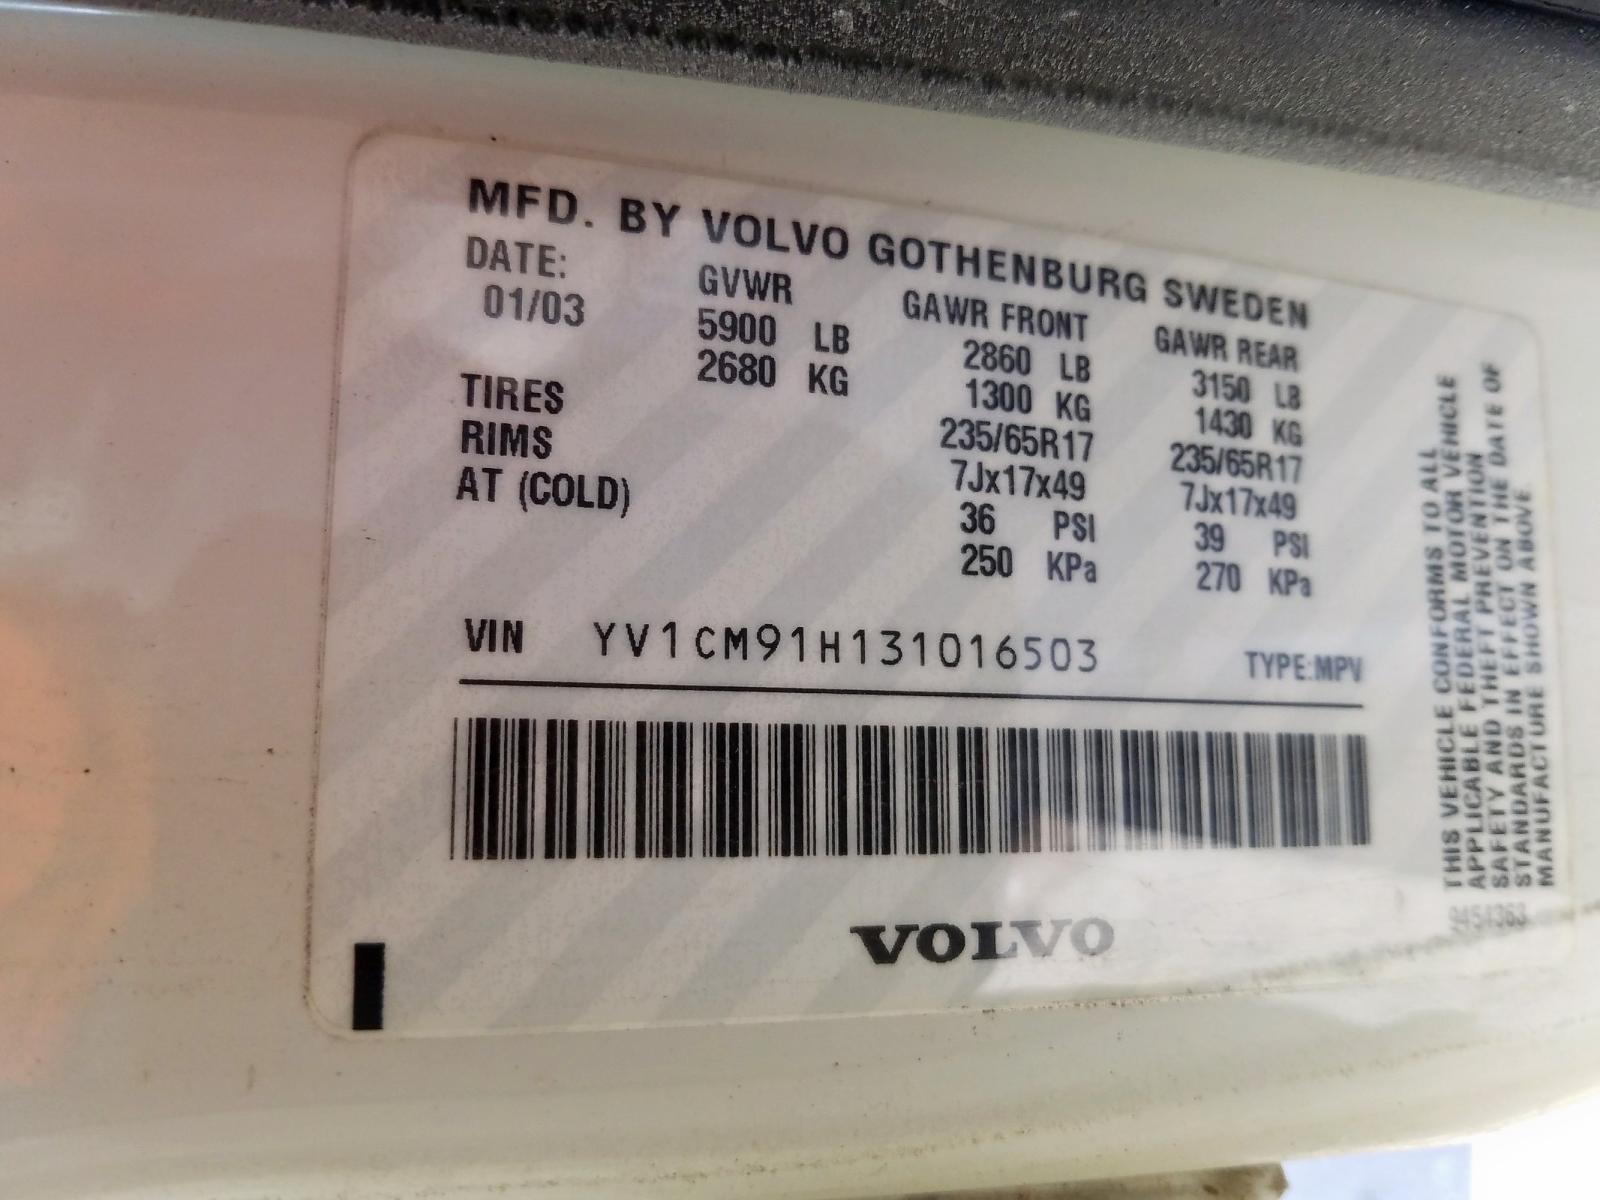 MFD. BY VOLVO GOTHENBURG SWEDEN
DATE: GVWR GAWR FRONT GAWR REAR
01/03 5900 LB 2860 LB 3150 LB
2680 KG 1300 KG 1430 KG
TIRES 235/65R17 235/65R17
RIMS 7Jx17x49 7Jx17x49
AT (COLD) 36 PSI 39 PSI
250 KPa 270 KPa
VIN YV1CM91H131016503 TYPE:MPV
VOLVO
THIS VEHICLE CONFORMS TO ALL
APPLICABLE FEDERAL MOTOR VEHICLE
SAFETY AND THEFT PREVENTION
STANDARDS IN EFFECT ON THE DATE OF
MANUFACTURE SHOWN ABOVE.
9454363